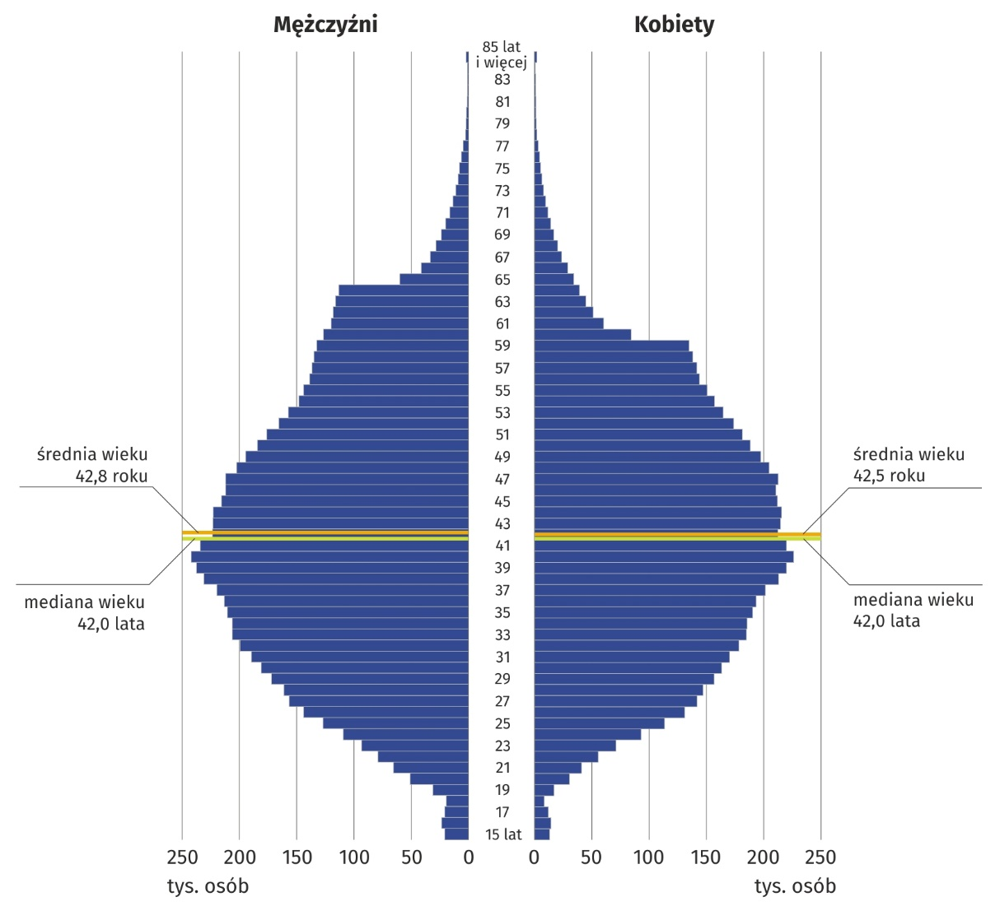 Mężczyźni
Kobiety
85 lat
i więcej
83
81
79
77
75
73
71
69
67
65
63
61
59
57
55
53
51
49
47
45
43
41
39
37
35
33
31
29
27
25
23
21
19
17
15 lat
średnia wieku
42,8 roku
mediana wieku
42,0 lata
średnia wieku
42,5 roku
mediana wieku
42,0 lata
250 200 150 100 50 0
0 50 100 150 200 250
tys. osób
tys. osób